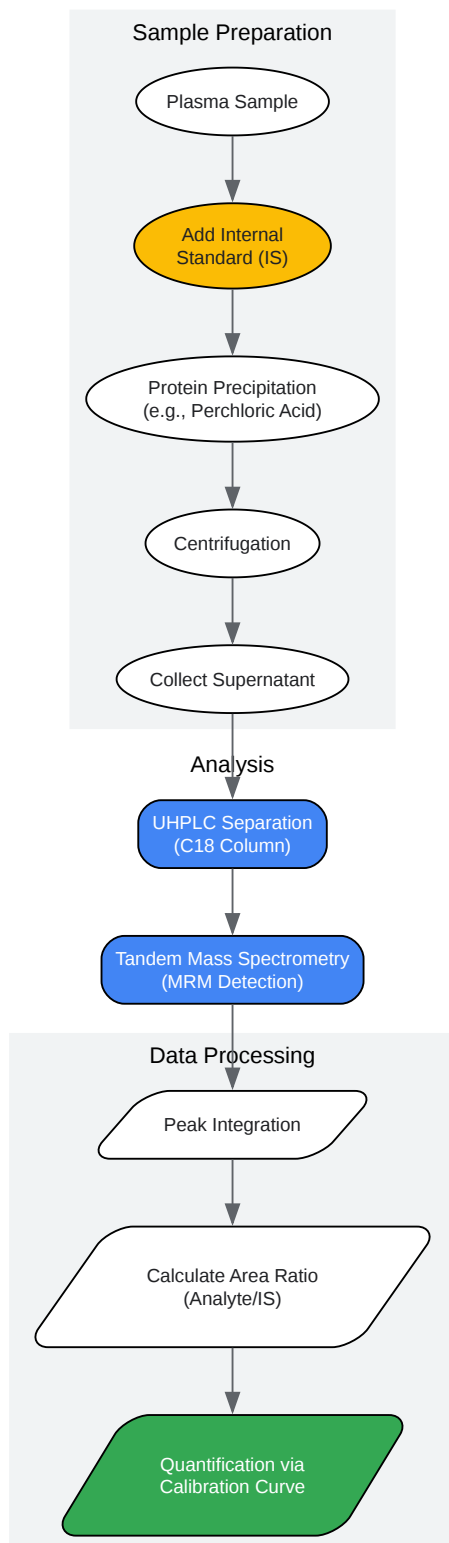 Sample Preparation
Plasma Sample
Add Internal
Standard (IS)
Protein Precipitation
(e.g., Perchloric Acid)
Centrifugation
Collect Supernatant
Analysis
UHPLC Separation
(C18 Column)
Tandem Mass Spectrometry
(MRM Detection)
Data Processing
Peak Integration
Calculate Area Ratio
(Analyte/IS)
Quantification via
Calibration Curve